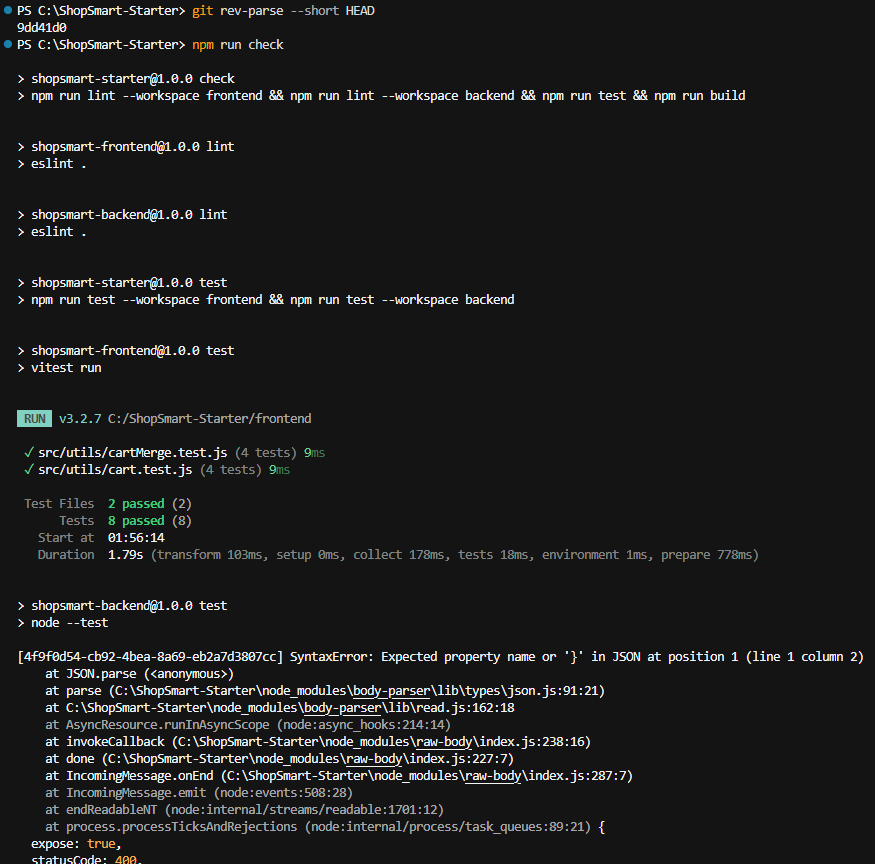 PS C:\ShopSmart-Starter> git rev-parse --short HEAD
9dd41d0
PS C:\ShopSmart-Starter> npm run check
> shopsmart-starter@1.0.0 check
> npm run lint --workspace frontend && npm run lint --workspace backend && npm run test && npm run build
> shopsmart-frontend@1.0.0 lint
> eslint .
> shopsmart-backend@1.0.0 lint
> eslint .
> shopsmart-starter@1.0.0 test
> npm run test --workspace frontend && npm run test --workspace backend
> shopsmart-frontend@1.0.0 test
> vitest run
RUN v3.2.7 C:/ShopSmart-Starter/frontend
✓ src/utils/cartMerge.test.js (4 tests) 9ms
✓ src/utils/cart.test.js (4 tests) 9ms
Test Files 2 passed (2)
Tests 8 passed (8)
Start at 01:56:14
Duration 1.79s (transform 103ms, setup 0ms, collect 178ms, tests 18ms, environment 1ms, prepare 778ms)
> shopsmart-backend@1.0.0 test
> node --test
[4f9f0d54-cb92-4bea-8a69-eb2a7d3807cc] SyntaxError: Expected property name or '}' in JSON at position 1 (line 1 column 2)
at JSON.parse (<anonymous>)
at parse (C:\ShopSmart-Starter\node_modules\body-parser\lib\types\json.js:91:21)
at C:\ShopSmart-Starter\node_modules\body-parser\lib\read.js:162:18
at AsyncResource.runInAsyncScope (node:async_hooks:214:14)
at invokeCallback (C:\ShopSmart-Starter\node_modules\raw-body\index.js:238:16)
at done (C:\ShopSmart-Starter\node_modules\raw-body\index.js:227:7)
at IncomingMessage.onEnd (C:\ShopSmart-Starter\node_modules\raw-body\index.js:287:7)
at IncomingMessage.emit (node:events:508:28)
at endReadableNT (node:internal/streams/readable:1701:12)
at process.processTicksAndRejections (node:internal/process/task_queues:89:21) {
expose: true,
statusCode: 400,